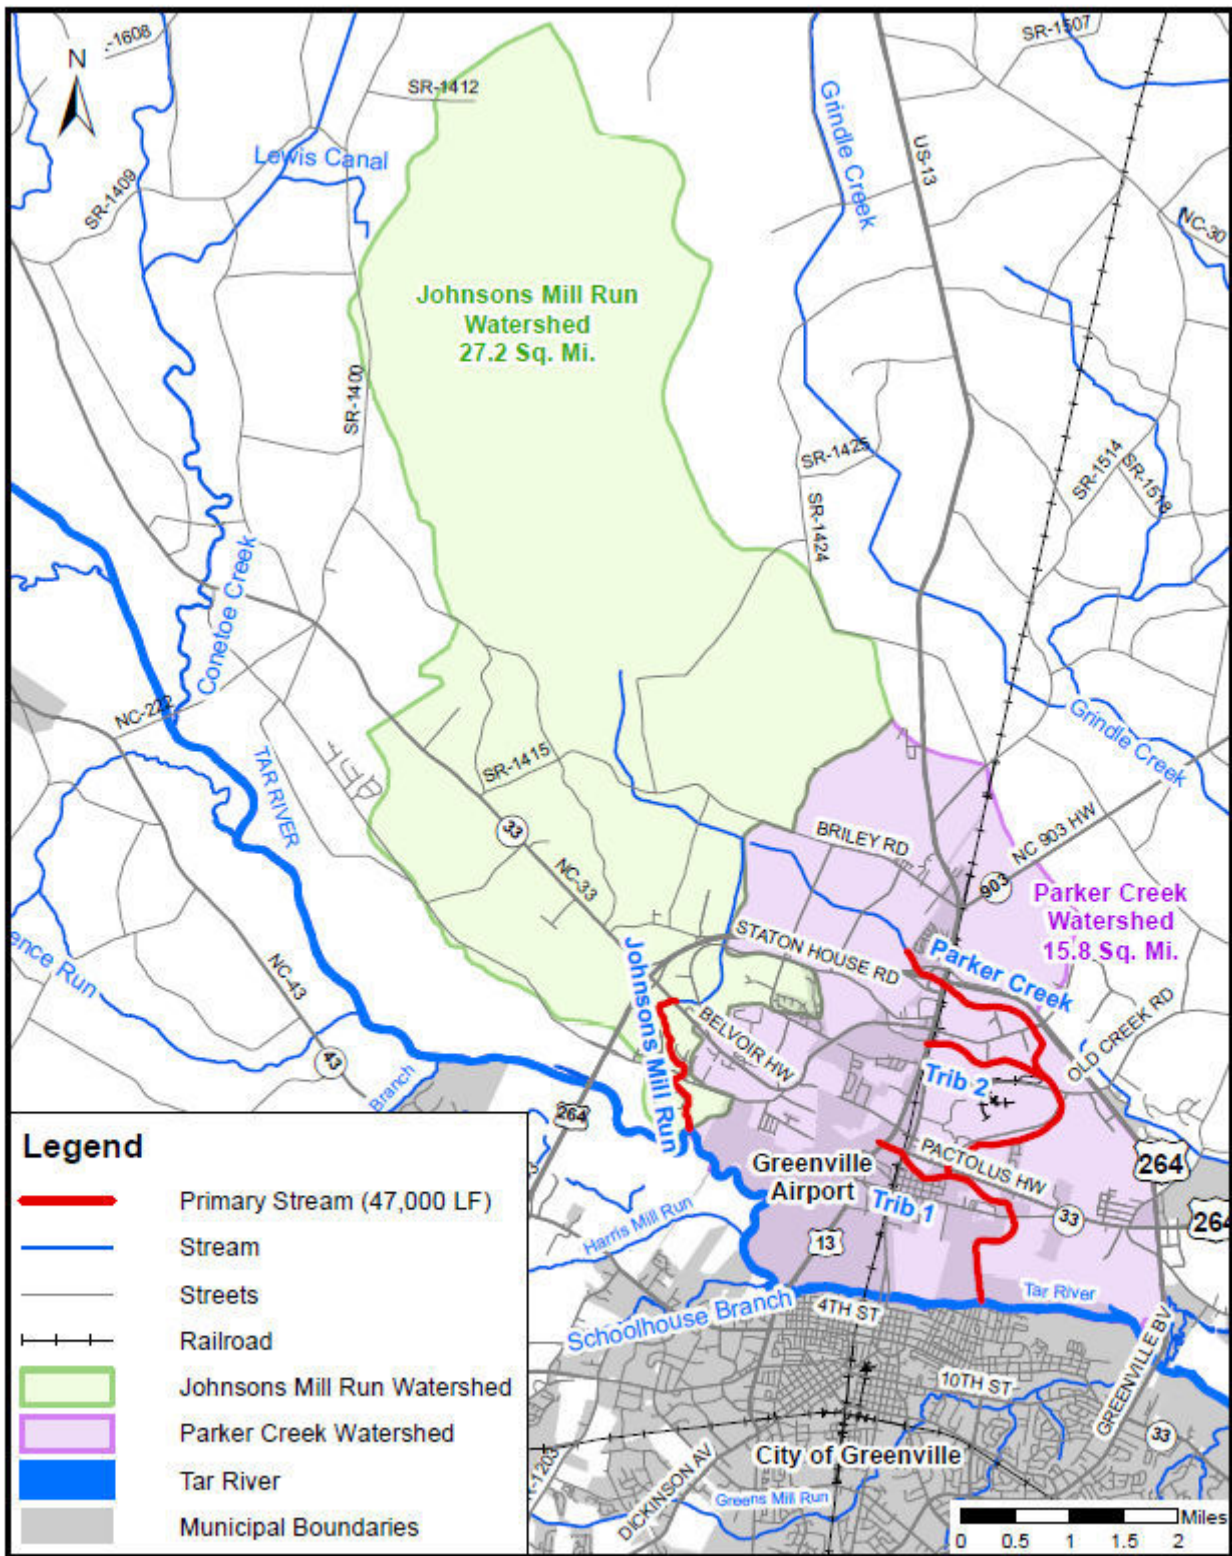 SR-1608
SR-1507
N
SR-1412
Grindle Creek
Lewis Canal
US-13
SR-1409
NC-30
Johnsons Mill Run
Watershed
27.2 Sq. Mi.
SR-1400
SR-1425
SR-1514
SR-1518
SR-1424
Conetoe Creek
NC-222
Grindle Creek
TAR RIVER
SR-1415
33
BRILEY RD
NC 903 HW
NC-33
903
Parker Creek
Watershed
15.8 Sq. Mi.
STATON HOUSE RD
Parker Creek
ence Run
NC-43
Johnsons Mill Run
BELVOIR HW
OLD CREEK RD
43
Branch
Trib 2
264
PACTOLUS HW
264
Greenville
Airport
Trib 1
33
264
Harris Mill Run
13
Tar River
Schoolhouse Branch
4TH ST
GREENVILLE BV
10TH ST
33
City of Greenville
-1203
DICKINSON AV
Greens Mill Run
Legend
Primary Stream (47,000 LF)
Stream
Streets
Railroad
Johnsons Mill Run Watershed
Parker Creek Watershed
Tar River
Municipal Boundaries
Miles
0 0.5 1 1.5 2